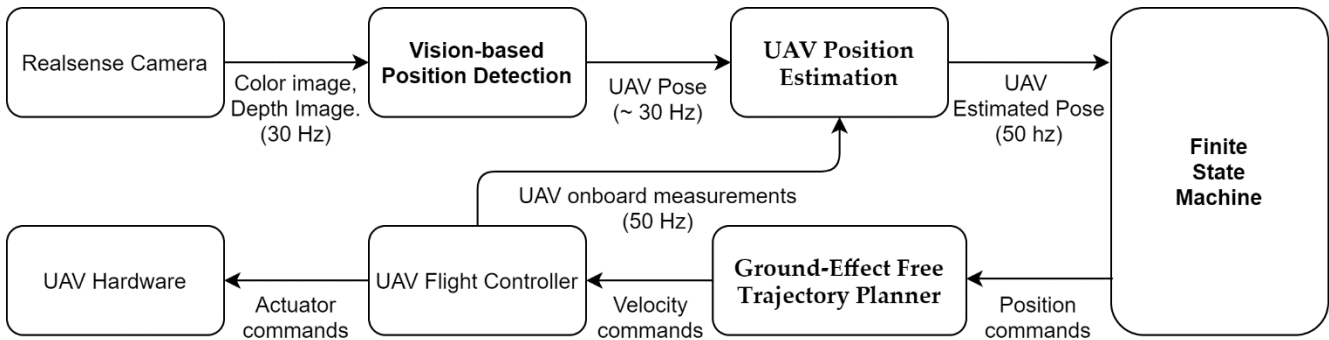 Realsense Camera
Color image,
Depth Image.
(30 Hz)
Vision-based
Position Detection
UAV Pose
(~ 30 Hz)
UAV Position
Estimation
UAV
Estimated Pose
(50 hz)
Finite
State
Machine
UAV onboard measurements
(50 Hz)
UAV Hardware
Actuator
commands
UAV Flight Controller
Velocity
commands
Ground-Effect Free
Trajectory Planner
Position
commands